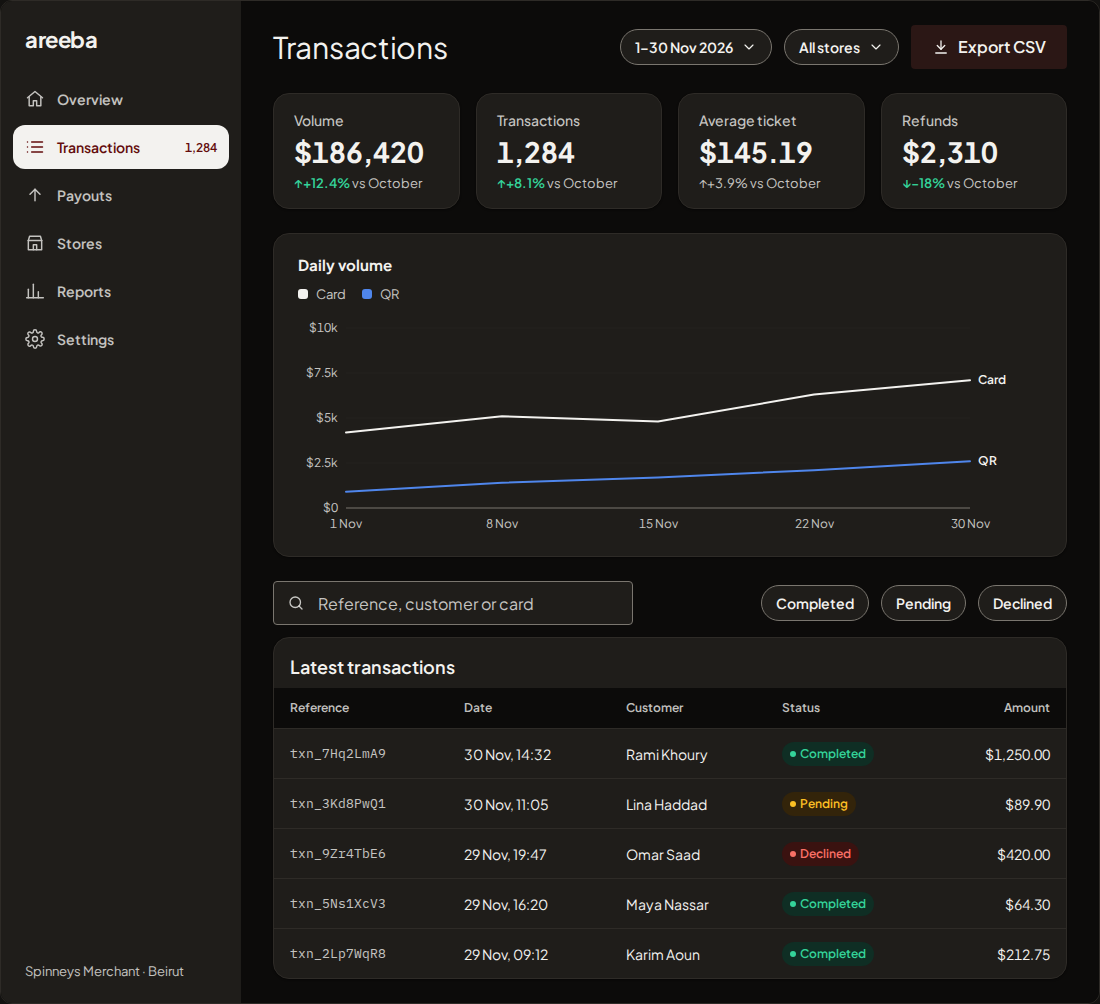 areeba
Overview
Transactions 1,284
Payouts
Stores
Reports
Settings
Spinneys Merchant · Beirut
Transactions
1–30 Nov 2026
All stores
Export CSV
Volume
$186,420
↑+12.4% vs October
Transactions
1,284
↑+8.1% vs October
Average ticket
$145.19
↑+3.9% vs October
Refunds
$2,310
↓−18% vs October
Daily volume
Card QR
$10k
$7.5k
$5k
$2.5k
$0
Card
QR
1 Nov 8 Nov 15 Nov 22 Nov 30 Nov
Reference, customer or card
Completed Pending Declined
Latest transactions
Reference Date Customer Status Amount
txn_7Hq2LmA9 30 Nov, 14:32 Rami Khoury Completed $1,250.00
txn_3Kd8PwQ1 30 Nov, 11:05 Lina Haddad Pending $89.90
txn_9Zr4TbE6 29 Nov, 19:47 Omar Saad Declined $420.00
txn_5Ns1XcV3 29 Nov, 16:20 Maya Nassar Completed $64.30
txn_2Lp7WqR8 29 Nov, 09:12 Karim Aoun Completed $212.75